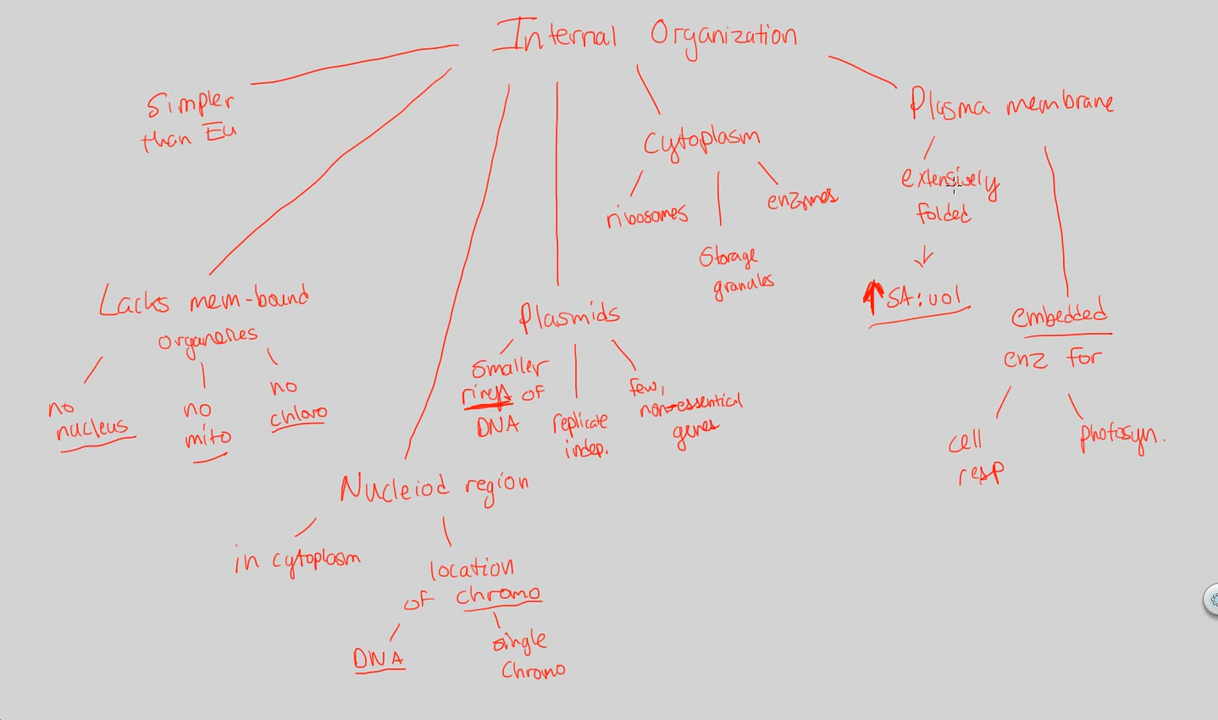 Internal Organization
Simpler
than Eu
Lacks mem-bound
organelles
no
nucleus
no
mito
no
chloro
Nucleiod region
in cytoplasm
location
of chromo
DNA
single
chromo
Plasmids
smaller
rings of
DNA
replicate
indep.
few,
non-essential
genes
Cytoplasm
ribosomes
Storage
granules
enzymes
Plasma membrane
extensively
folded
↓
↑ SA:vol
embedded
enz for
cell
resp
photosyn.